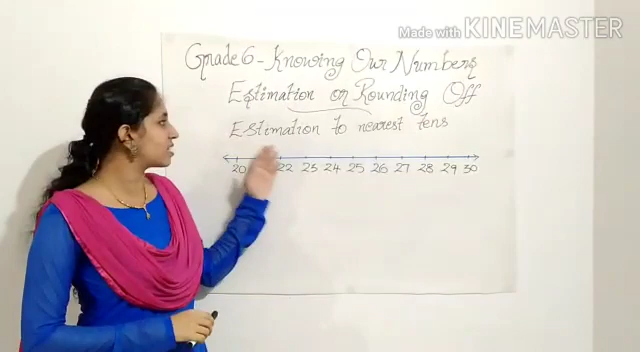 Made with KINEMASTER
Grade 6 - Knowing Our Numbers
Estimation or Rounding Off
Estimation to nearest tens
20 22 23 24 25 26 27 28 29 30